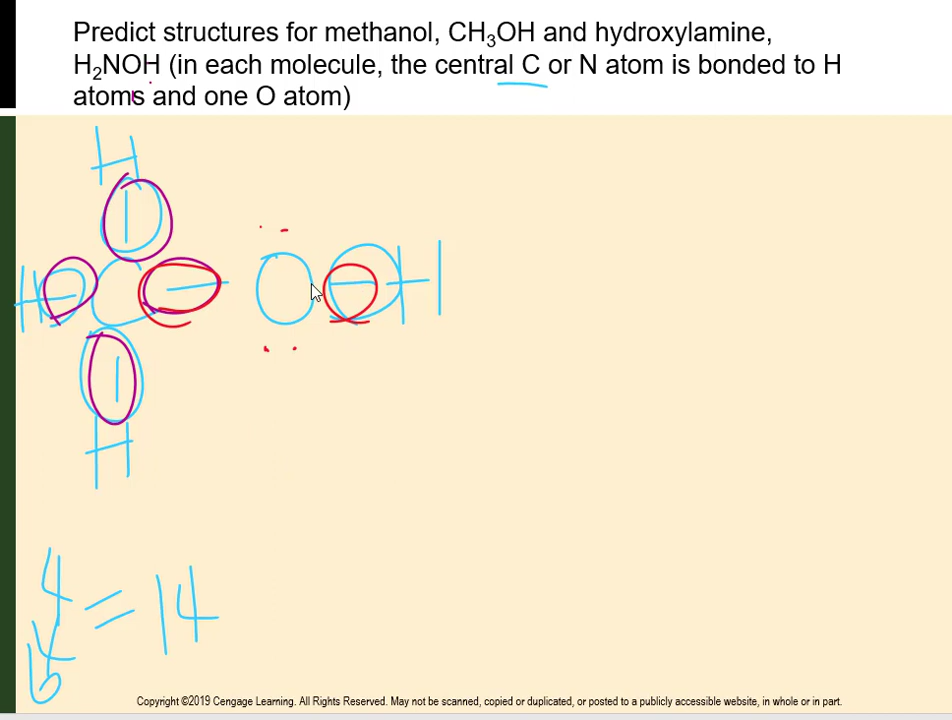 Predict structures for methanol, CH₃OH and hydroxylamine,
H₂NOH (in each molecule, the central C or N atom is bonded to H
atoms and one O atom)
H
H C O H
H
4
4 = 14
6
Copyright ©2019 Cengage Learning. All Rights Reserved. May not be scanned, copied or duplicated, or posted to a publicly accessible website, in whole or in part.